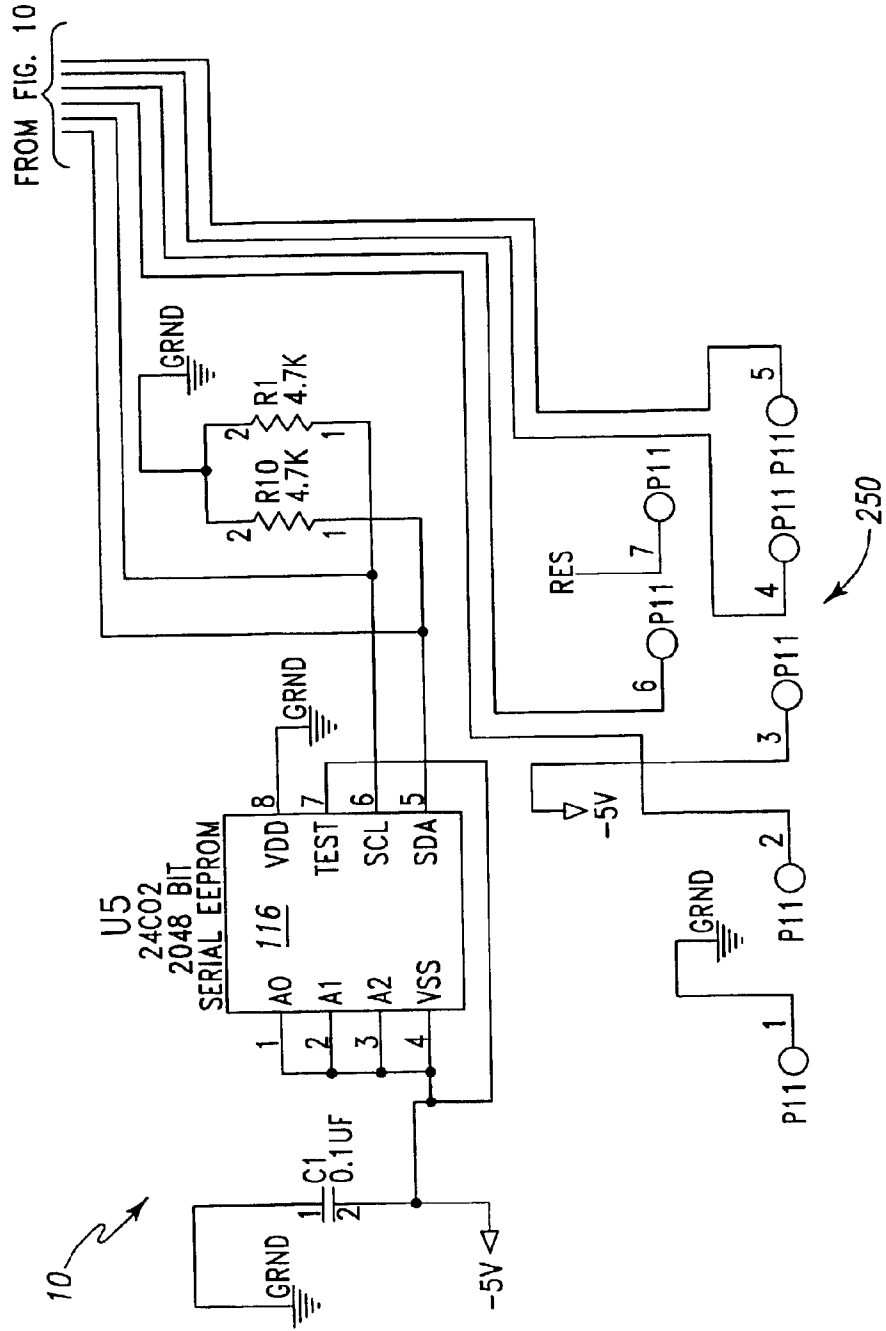 FROM FIG. 10
10
GRND
1
C1
0.1UF
2
-5V
U5
24C02
2048 BIT
SERIAL EEPROM
116
1
A0
2
A1
3
A2
4
VSS
VDD
8
TEST
7
SCL
6
SDA
5
GRND
GRND
2
R10
4.7K
1
2
R1
4.7K
1
RES
6
P11
7
P11
GRND
-5V
P11
1
P11
2
3
P11
4
P11
P11
5
250